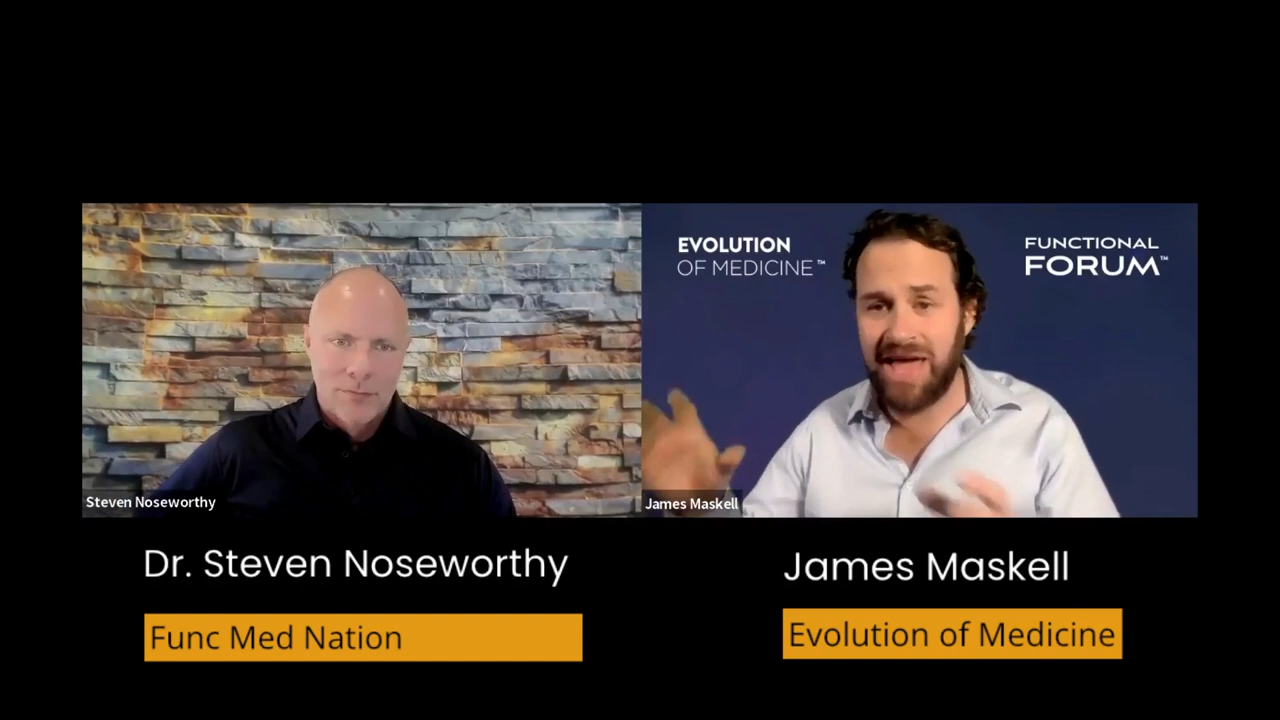 EVOLUTION
OF MEDICINE™
FUNCTIONAL
FORUM™
Steven Noseworthy
James Maskell
Dr. Steven Noseworthy
James Maskell
Func Med Nation
Evolution of Medicine